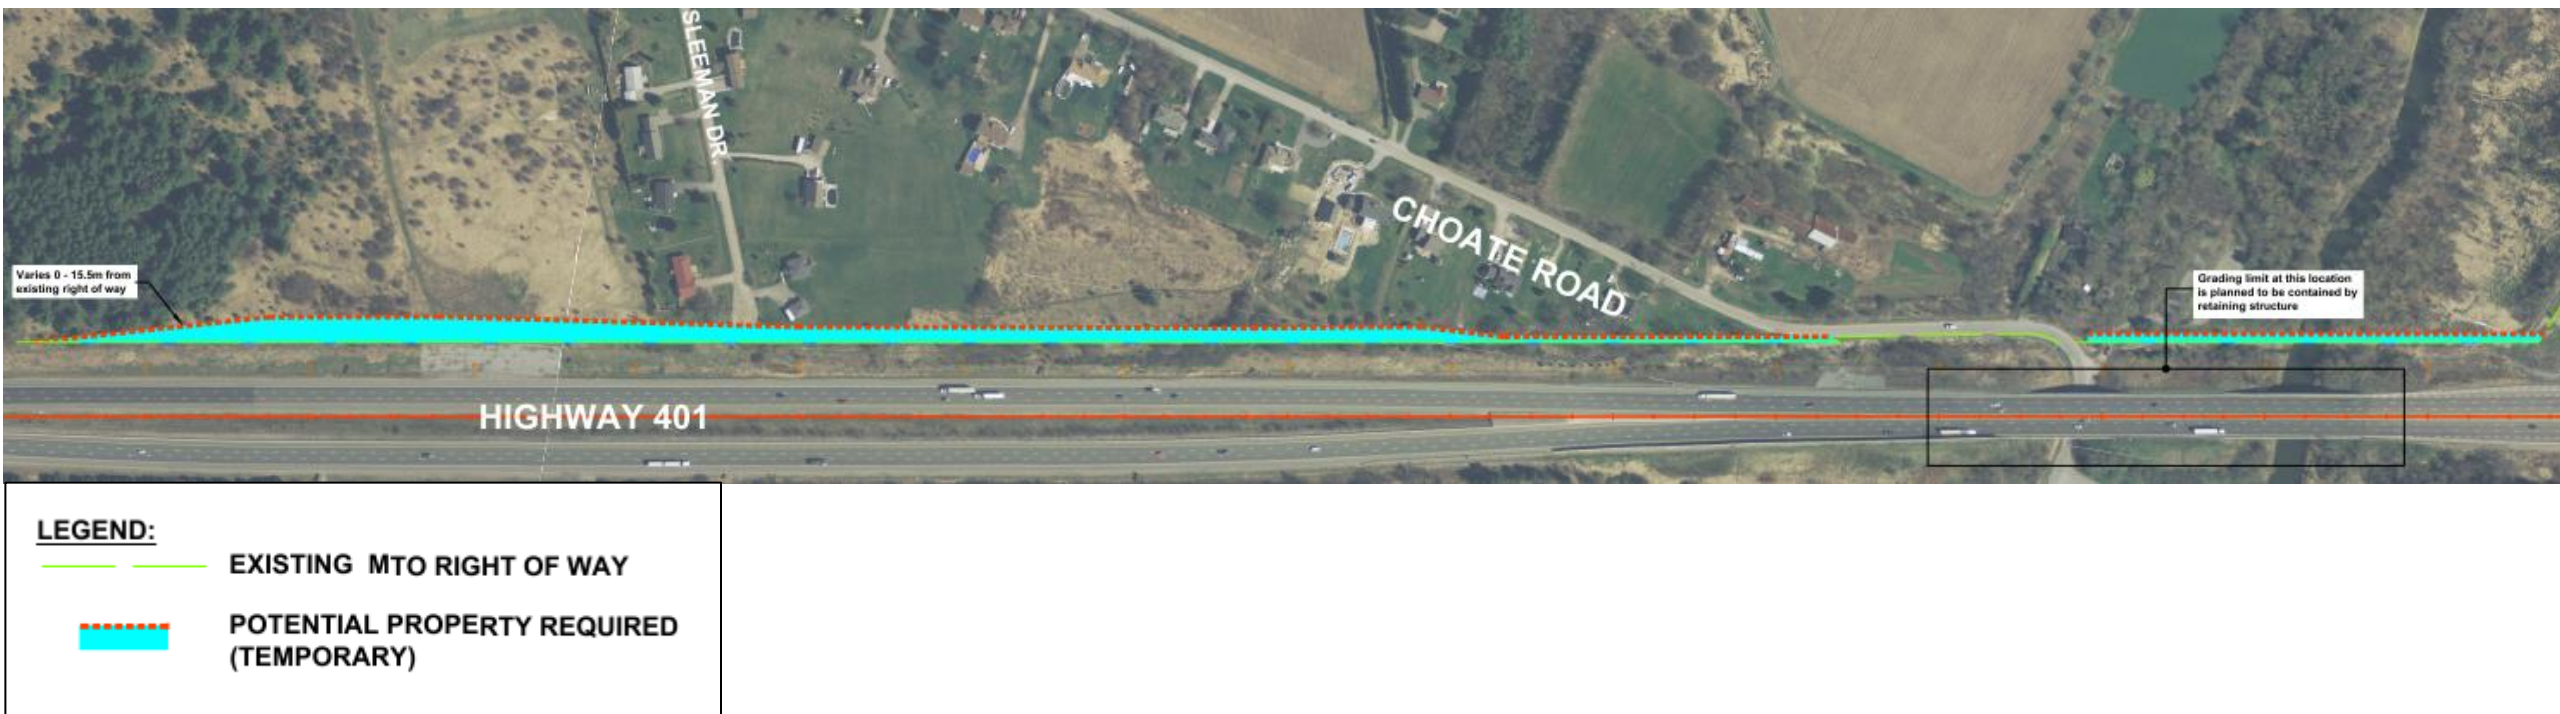 SLEEMAN DR.
CHOATE ROAD
Varies 0 - 15.5m from
existing right of way
Grading limit at this location
is planned to be contained by
retaining structure
HIGHWAY 401
LEGEND:
EXISTING MTO RIGHT OF WAY
POTENTIAL PROPERTY REQUIRED
(TEMPORARY)